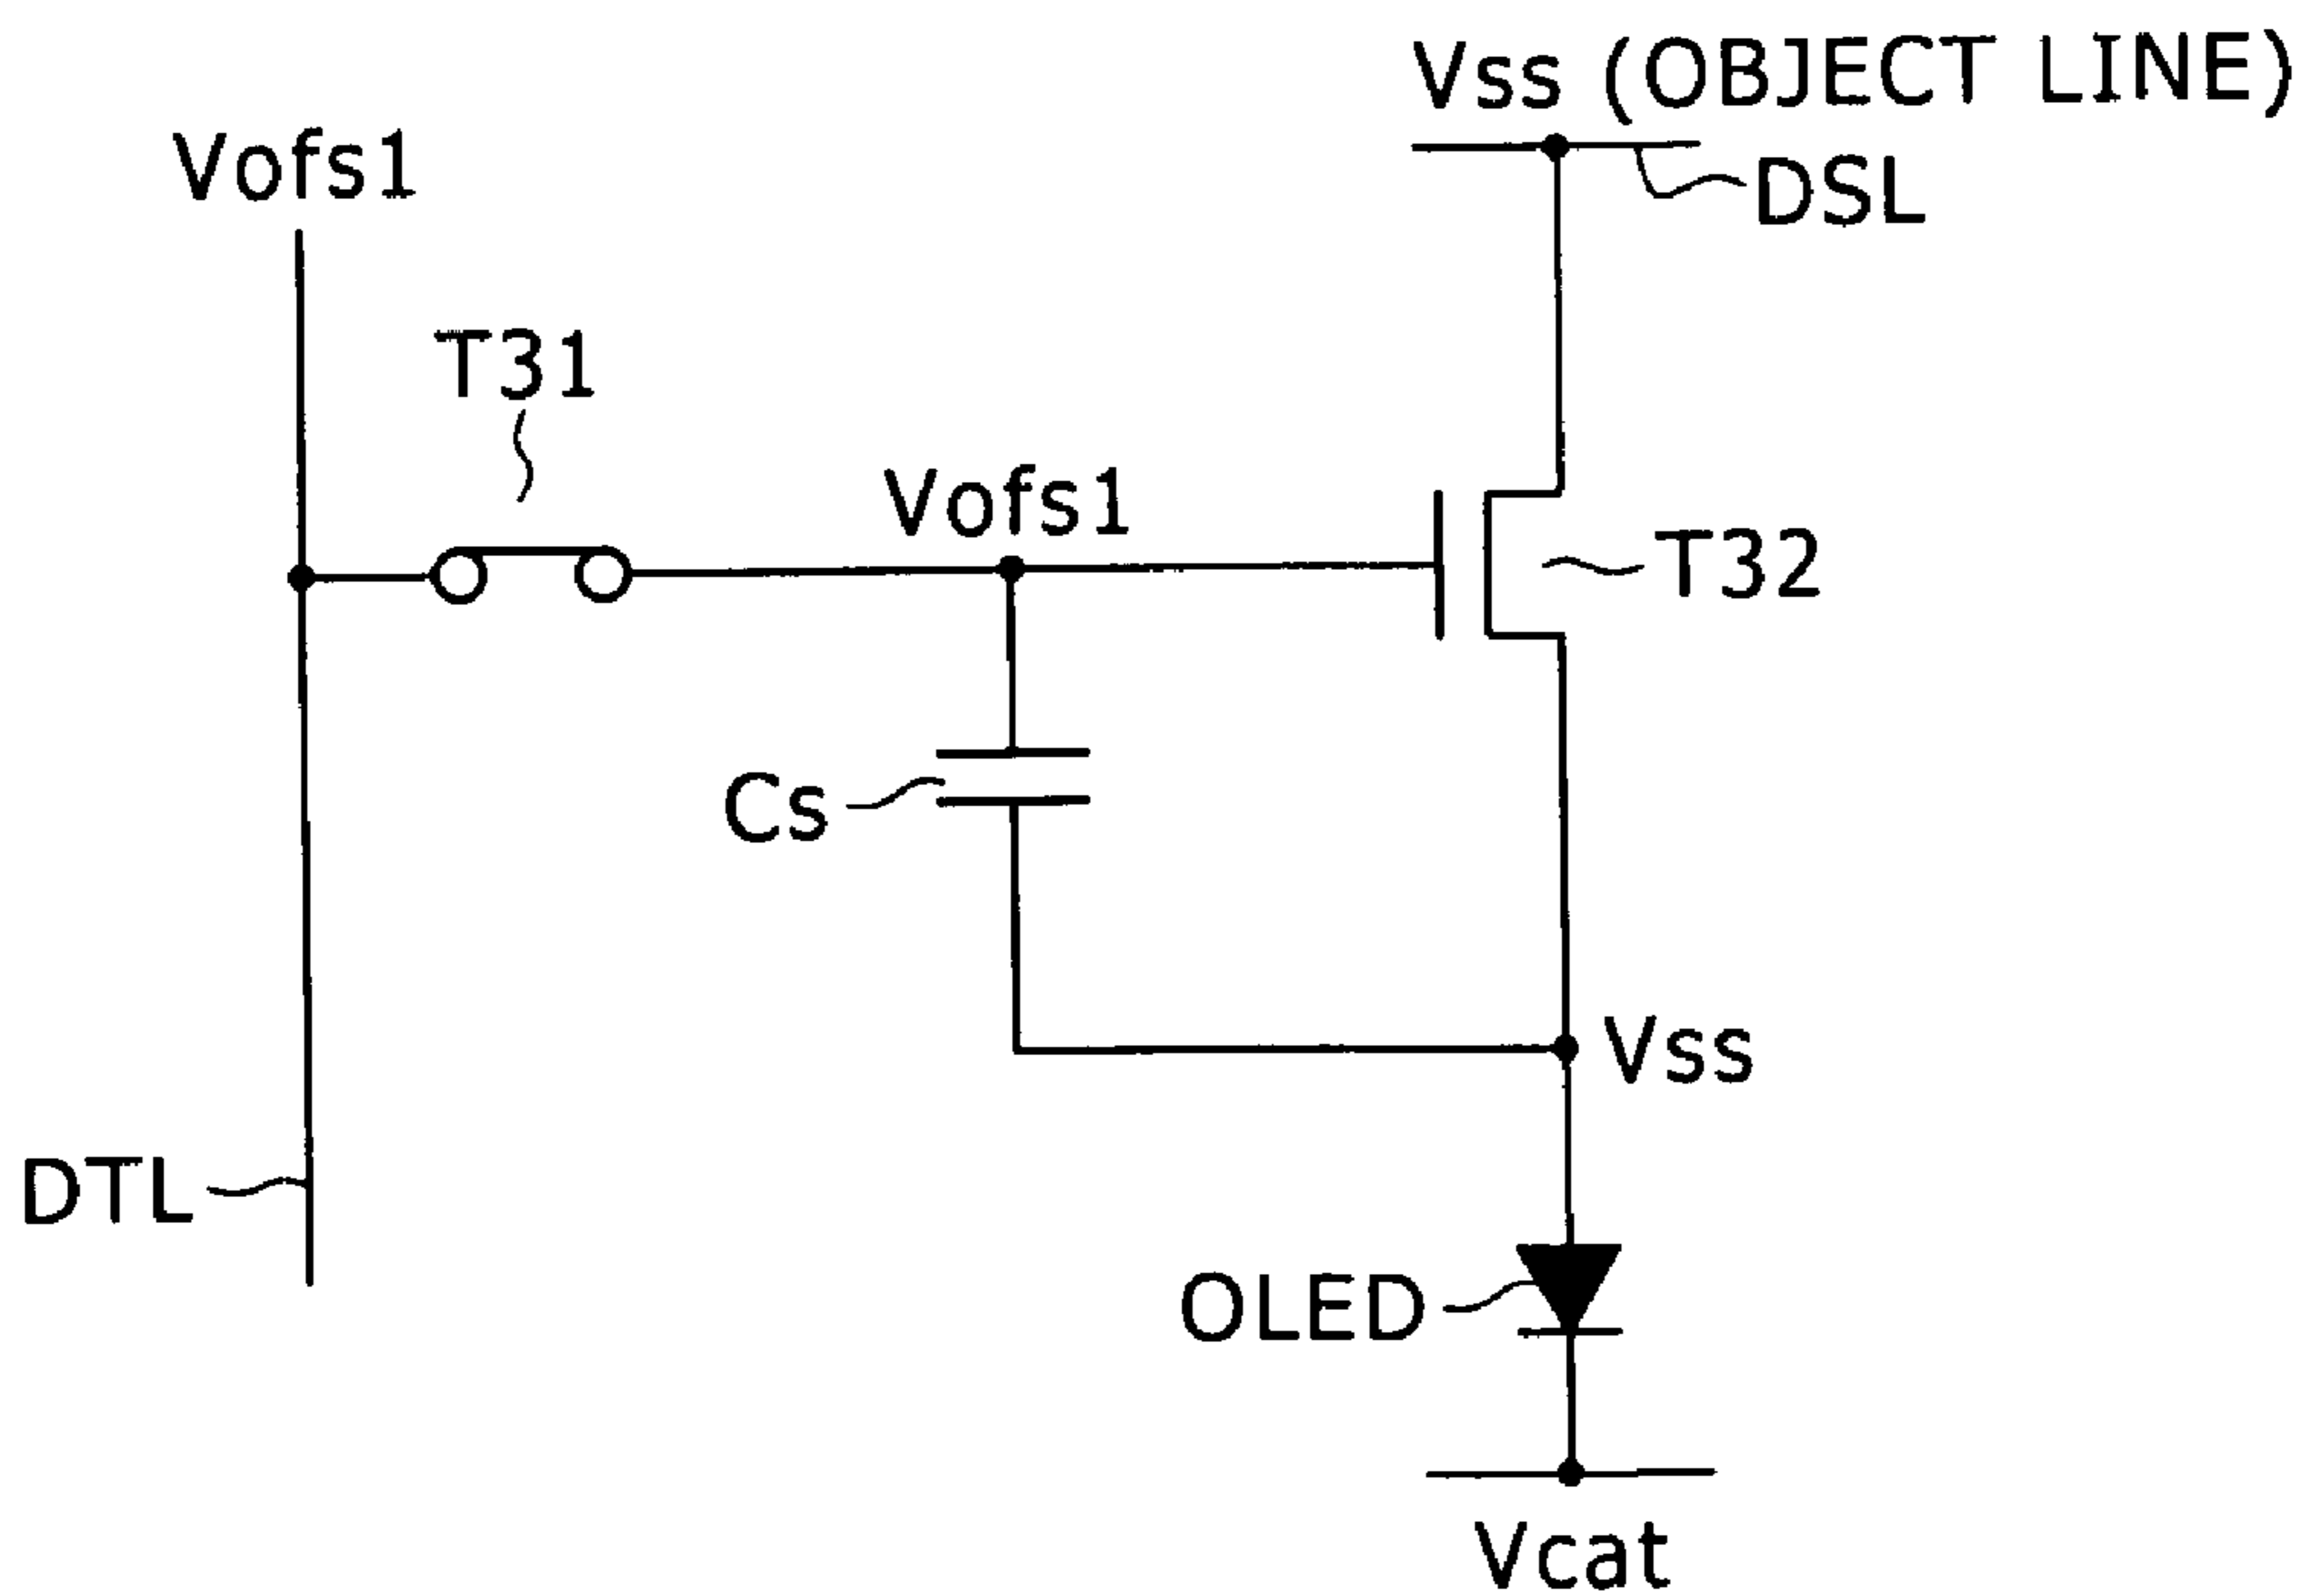 Vss (OBJECT LINE)
Vofs1
DSL
T31
Vofs1
T32
Cs
Vss
DTL
OLED
Vcat